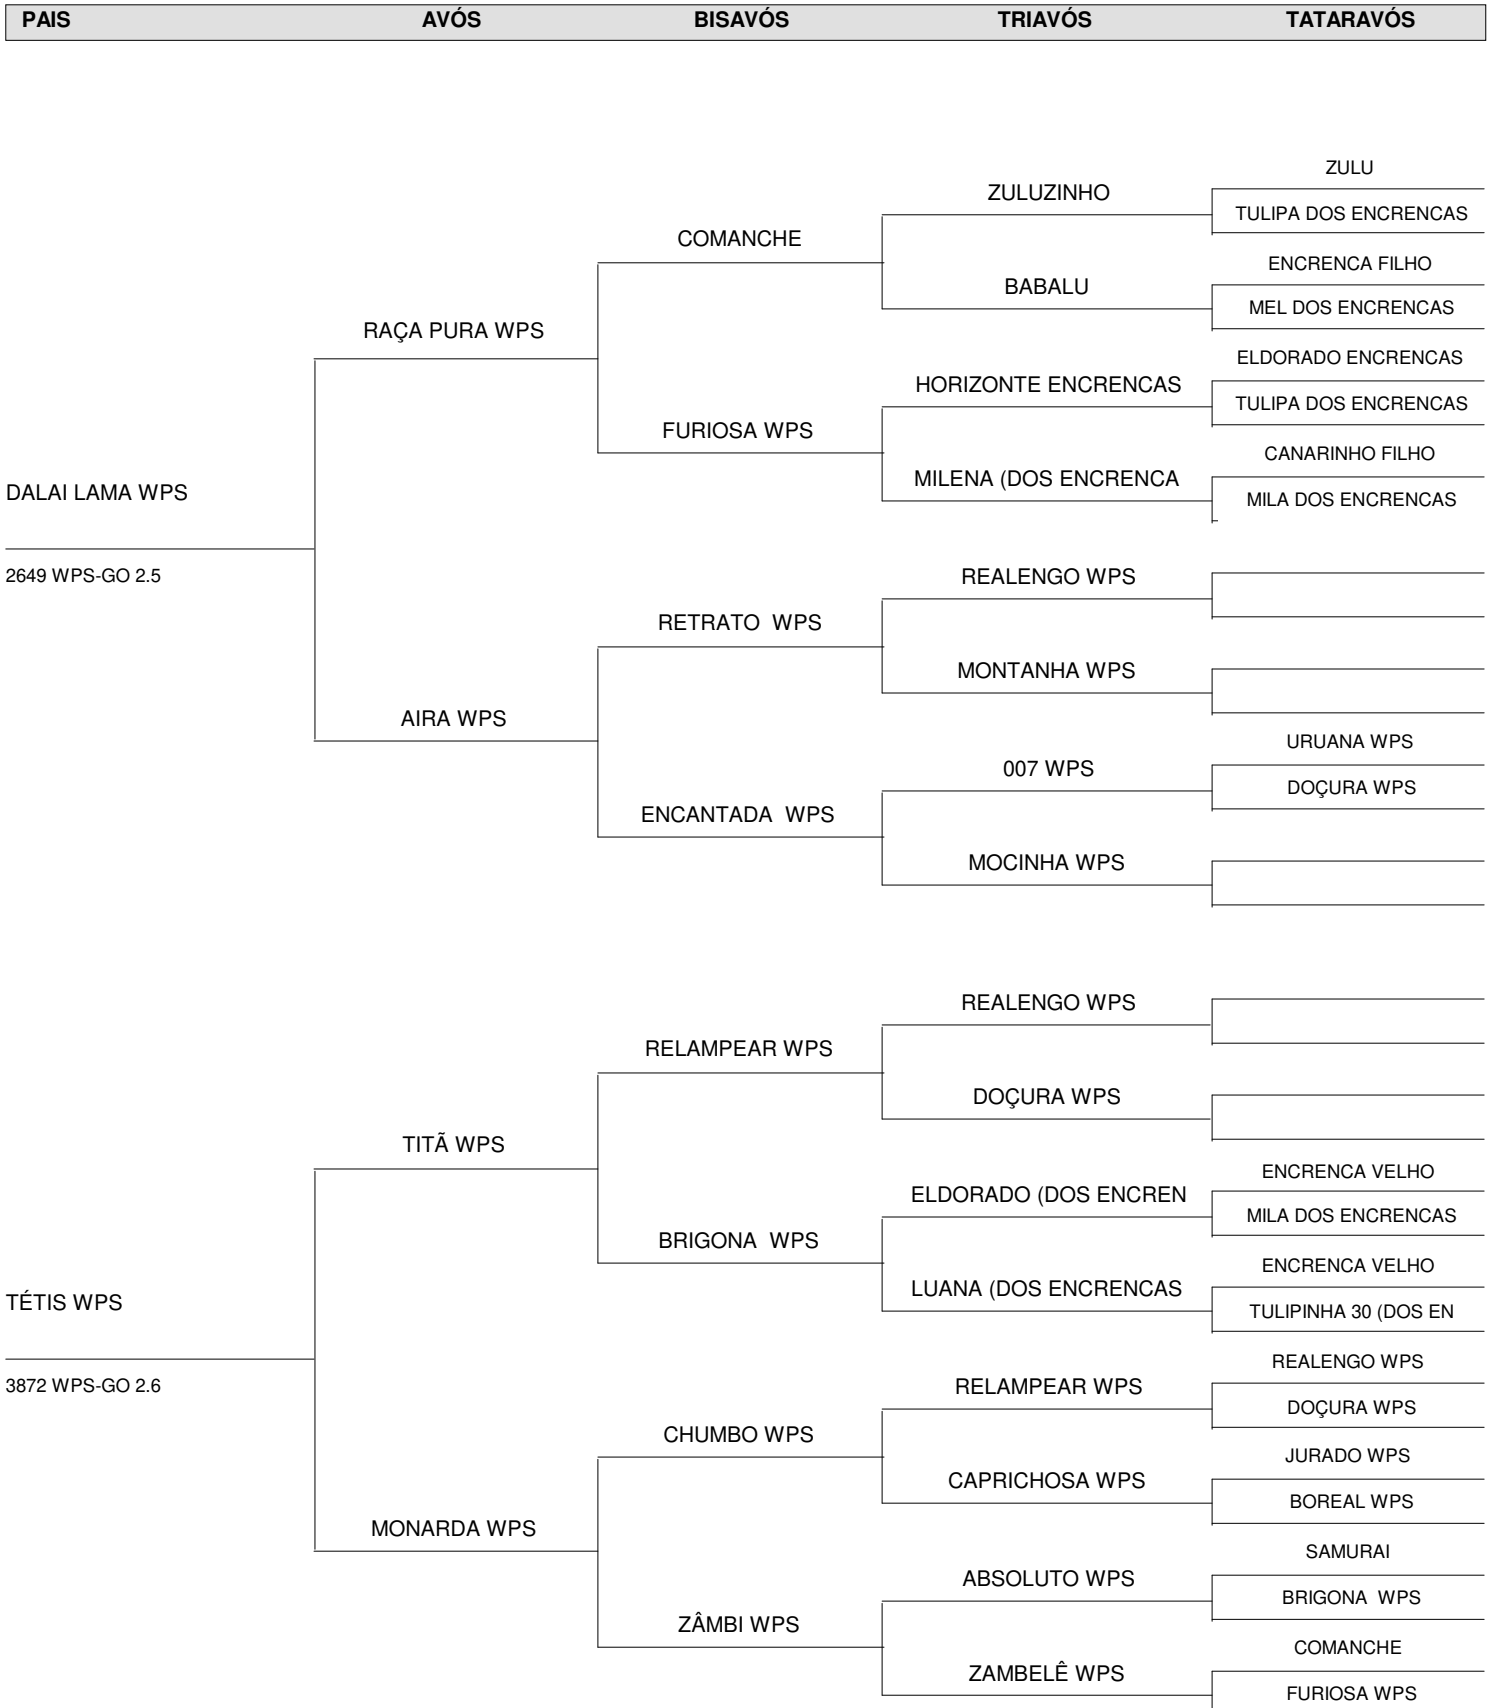 PAIS AVÓS BISAVÓS TRIAVÓS TATARAVÓS
ZULU
ZULUZINHO
TULIPA DOS ENCRENCAS
COMANCHE
ENCRENCA FILHO
BABALU
MEL DOS ENCRENCAS
RAÇA PURA WPS
ELDORADO ENCRENCAS
HORIZONTE ENCRENCAS
TULIPA DOS ENCRENCAS
FURIOSA WPS
CANARINHO FILHO
MILENA (DOS ENCRENCA
DALAI LAMA WPS
MILA DOS ENCRENCAS
2649 WPS-GO 2.5
REALENGO WPS
RETRATO WPS
MONTANHA WPS
AIRA WPS
URUANA WPS
007 WPS
DOÇURA WPS
ENCANTADA WPS
MOCINHA WPS
REALENGO WPS
RELAMPEAR WPS
DOÇURA WPS
TITÃ WPS
ENCRENCA VELHO
ELDORADO (DOS ENCREN
MILA DOS ENCRENCAS
BRIGONA WPS
ENCRENCA VELHO
LUANA (DOS ENCRENCAS
TÉTIS WPS
TULIPINHA 30 (DOS EN
REALENGO WPS
3872 WPS-GO 2.6
RELAMPEAR WPS
DOÇURA WPS
CHUMBO WPS
JURADO WPS
CAPRICHOSA WPS
BOREAL WPS
MONARDA WPS
SAMURAI
ABSOLUTO WPS
BRIGONA WPS
ZÂMBI WPS
COMANCHE
ZAMBELÊ WPS
FURIOSA WPS